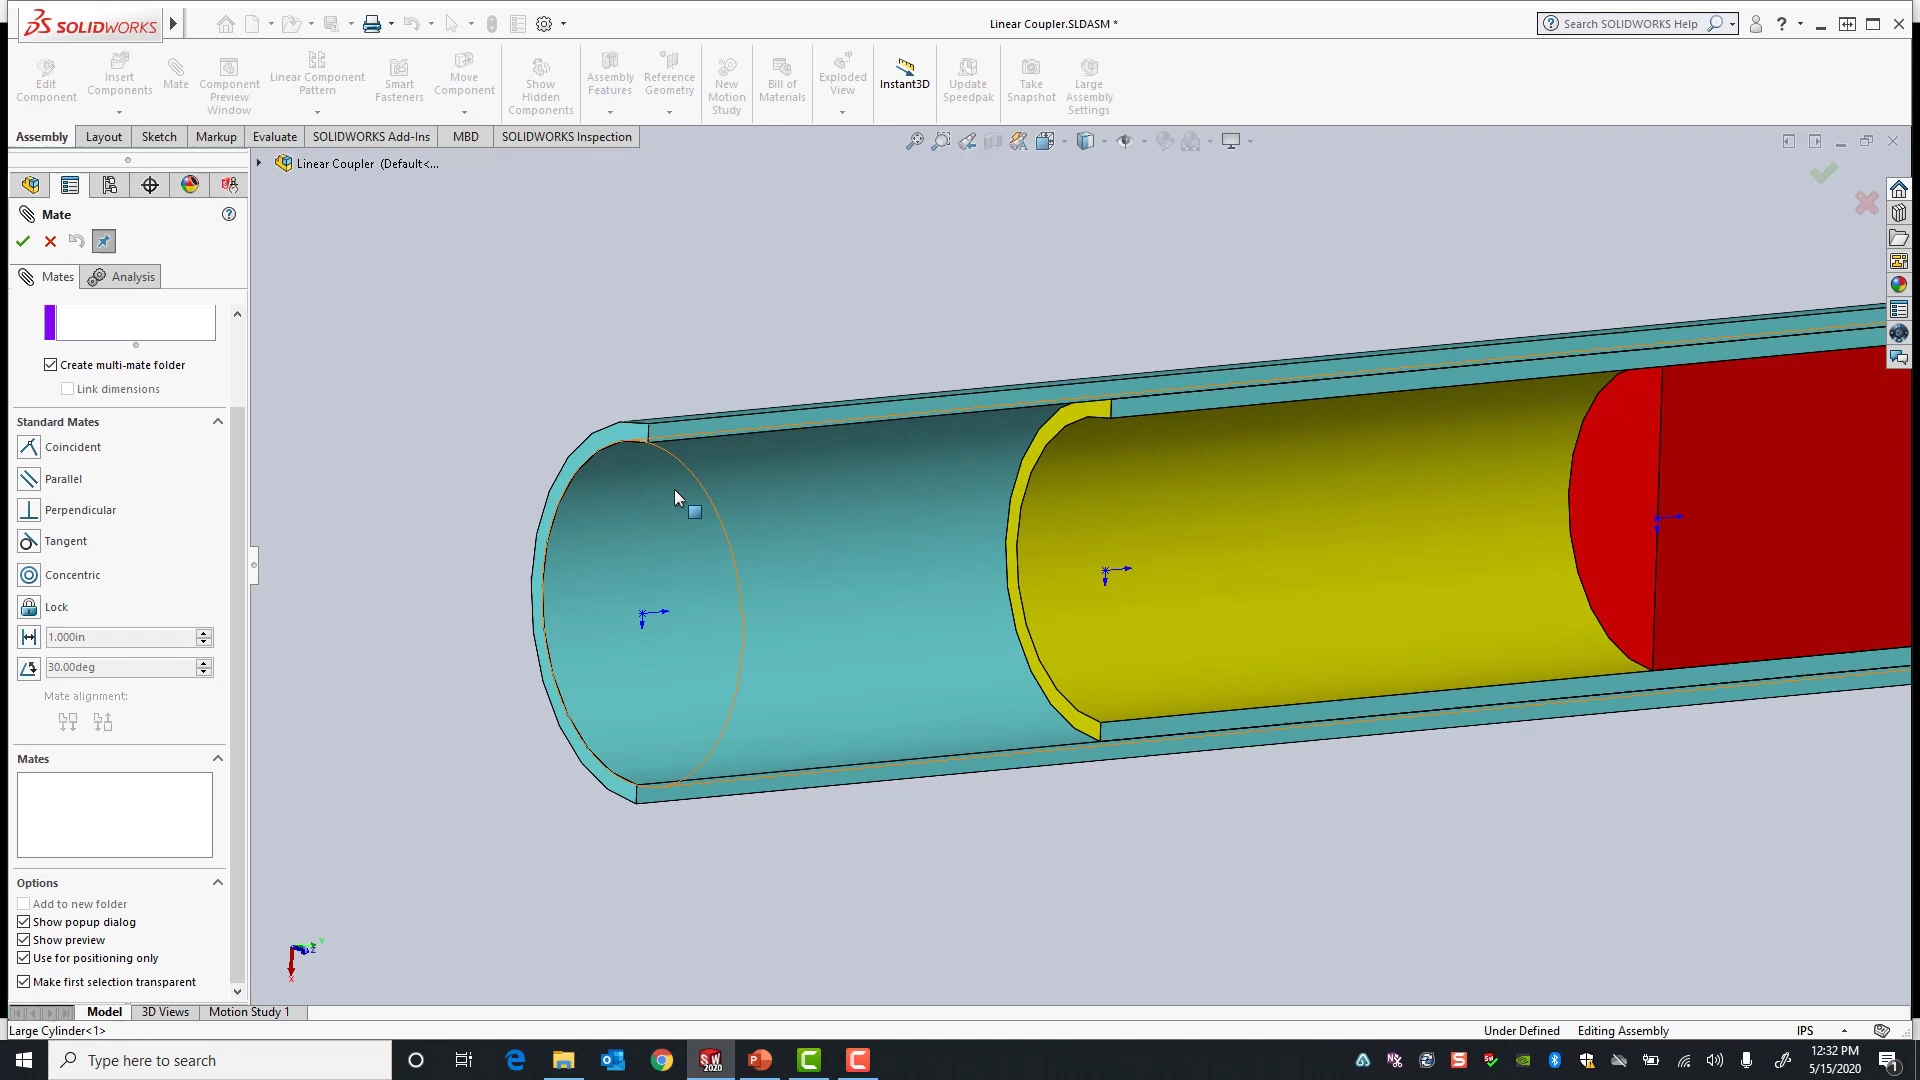 SOLIDWORKS
Linear Coupler.SLDASM *
Search SOLIDWORKS Help
?
Edit Component
Insert Components
Mate
Component Preview Window
Linear Component Pattern
Smart Fasteners
Move Component
Show Hidden Components
Assembly Features
Reference Geometry
New Motion Study
Bill of Materials
Exploded View
Instant3D
Update Speedpak
Take Snapshot
Large Assembly Settings
Assembly
Layout
Sketch
Markup
Evaluate
SOLIDWORKS Add-Ins
MBD
SOLIDWORKS Inspection
Linear Coupler (Default<...
Mate
?
Mates
Analysis
Create multi-mate folder
Link dimensions
Standard Mates
Coincident
Parallel
Perpendicular
Tangent
Concentric
Lock
1.000in
30.00deg
Mate alignment:
Mates
Options
Add to new folder
Show popup dialog
Show preview
Use for positioning only
Make first selection transparent
Y
Z
X
Model
3D Views
Motion Study 1
Large Cylinder<1>
Under Defined
Editing Assembly
IPS
Type here to search
SW 2020
12:32 PM
5/15/2020
1